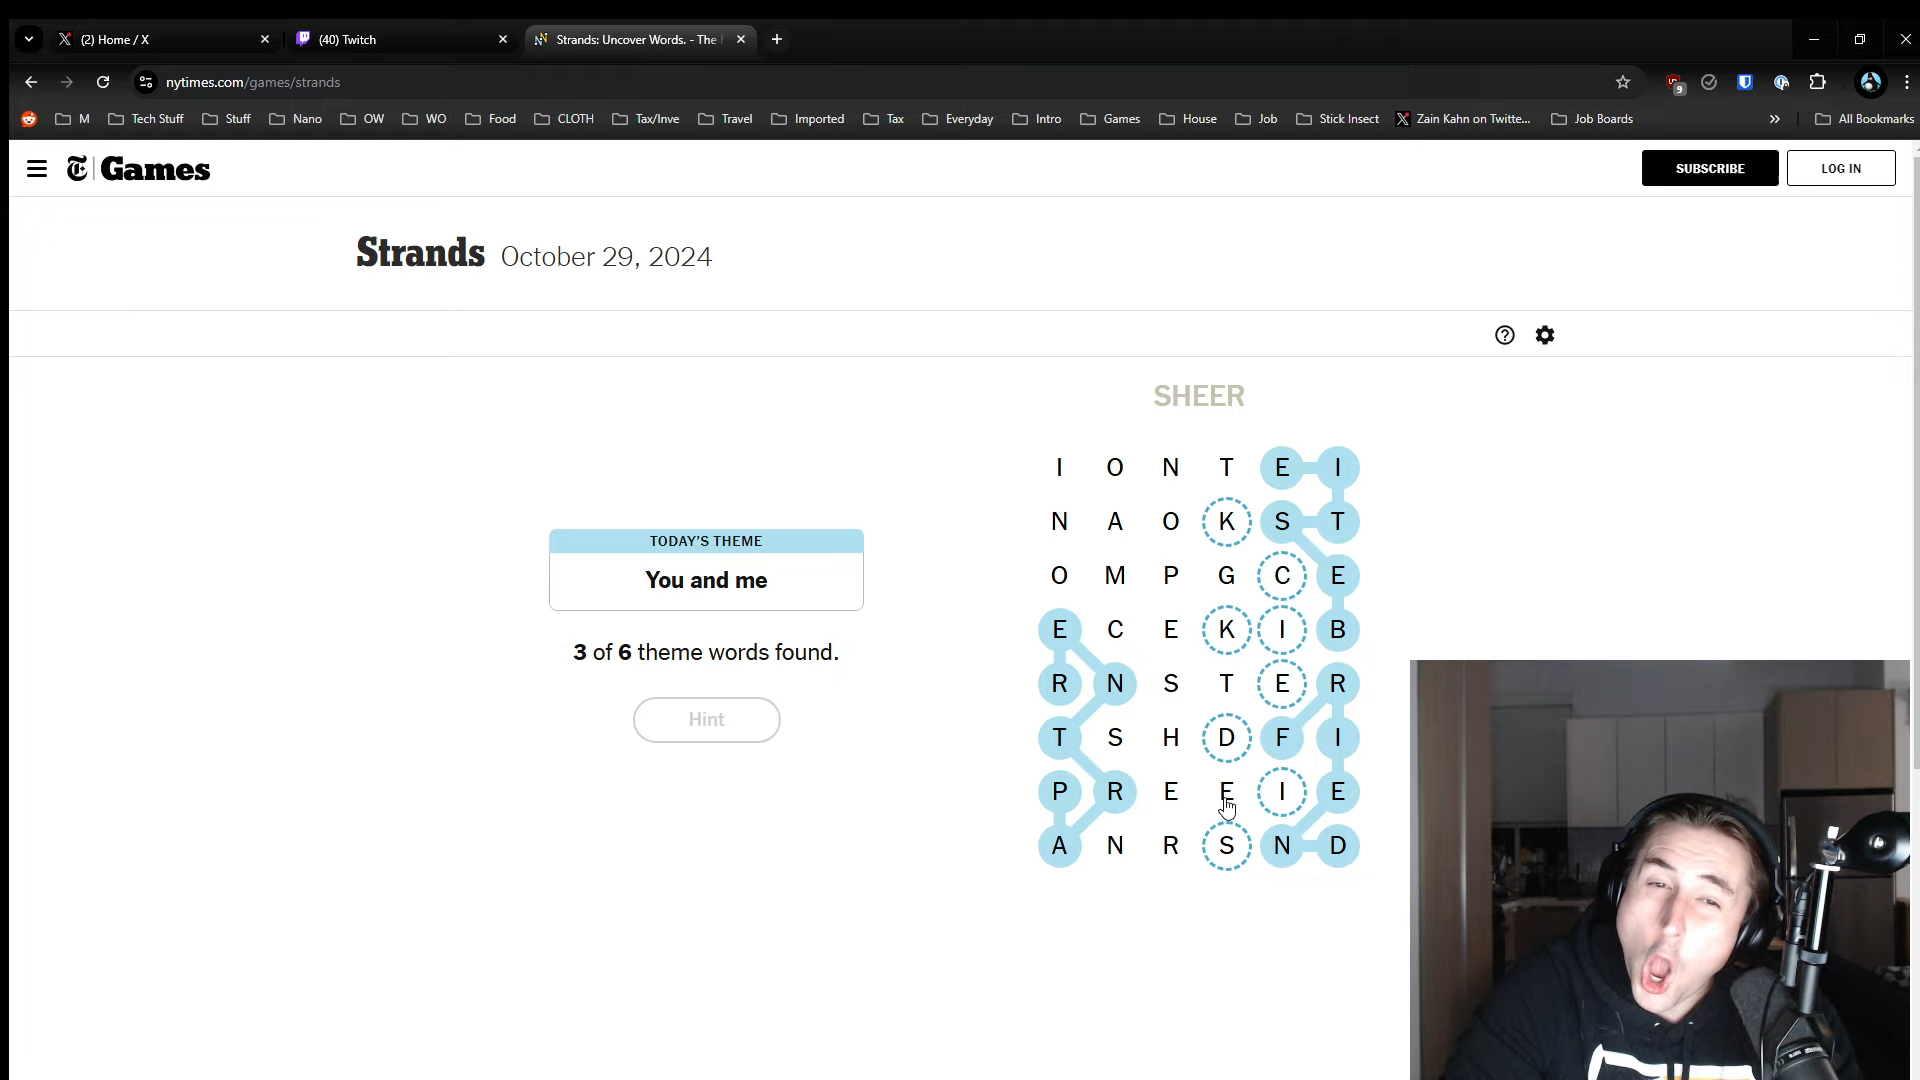 (2) Home / X
(40) Twitch
Strands: Uncover Words. - The
nytimes.com/games/strands
9
M
Tech Stuff
Stuff
Nano
OW
WO
Food
CLOTH
Tax/Inve
Travel
Imported
Tax
Everyday
Intro
Games
House
Job
Stick Insect
Zain Kahn on Twitte...
Job Boards
All Bookmarks
T Games
SUBSCRIBE
LOG IN
Strands October 29, 2024
SHEER
TODAY'S THEME
You and me
3 of 6 theme words found.
Hint
I O N T E I
N A O K S T
O M P G C E
E C E K I B
R N S T E R
T S H D F I
P R E E I E
A N R S N D